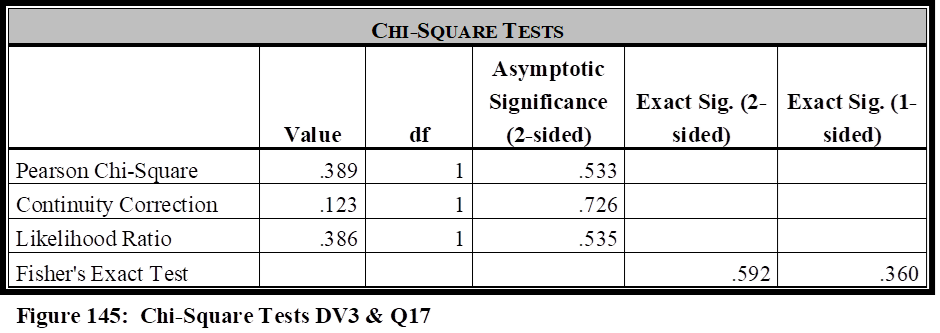 CHI-SQUARE TESTS
Value df Asymptotic Significance (2-sided) Exact Sig. (2-sided) Exact Sig. (1-sided)
Pearson Chi-Square .389 1 .533
Continuity Correction .123 1 .726
Likelihood Ratio .386 1 .535
Fisher's Exact Test .592 .360
Figure 145: Chi-Square Tests DV3 & Q17